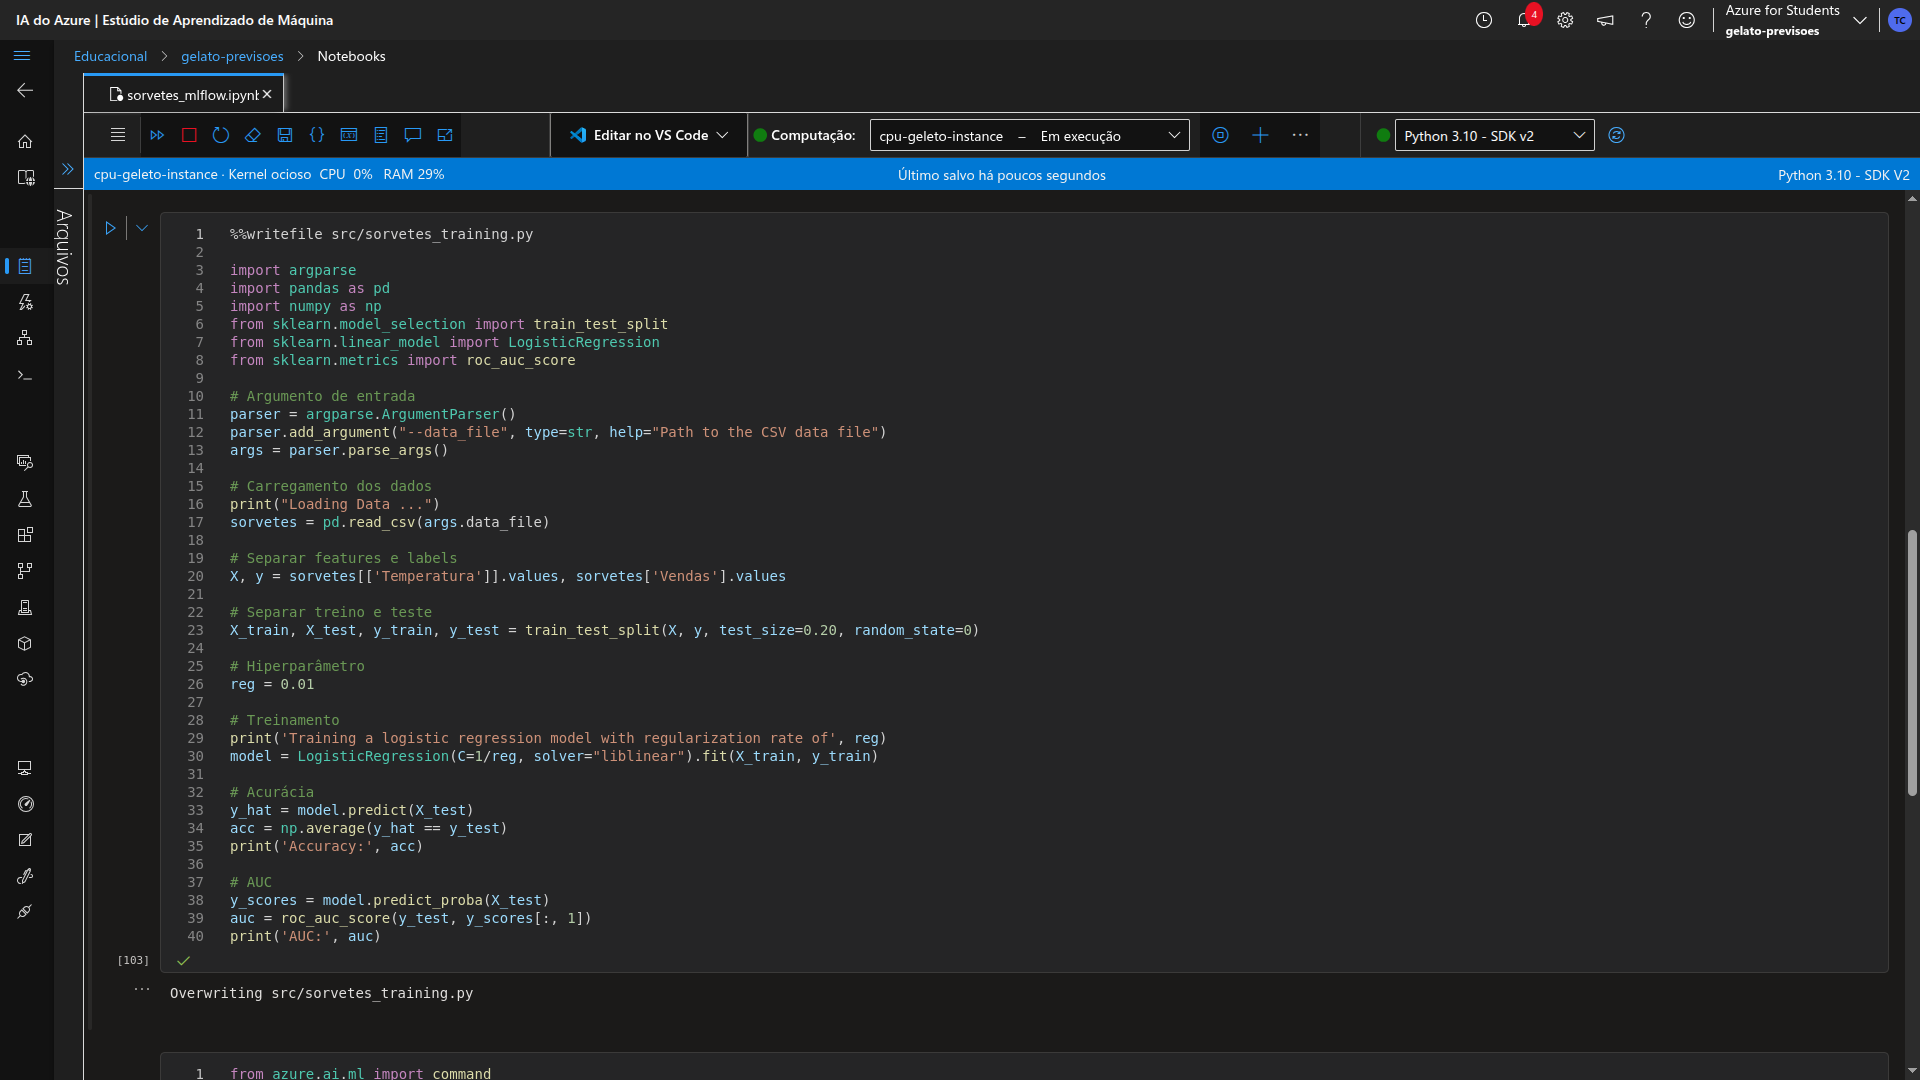 IA do Azure | Estúdio de Aprendizado de Máquina
4
Azure for Students
gelato-previsoes
TC
Educacional > gelato-previsoes > Notebooks
sorvetes_mlflow.ipynb
Editar no VS Code
Computação:
cpu-geleto-instance – Em execução
Python 3.10 - SDK v2
cpu-geleto-instance · Kernel ocioso CPU 0% RAM 29%
Último salvo há poucos segundos
Python 3.10 - SDK V2
Arquivos
1 %%writefile src/sorvetes_training.py
2
3 import argparse
4 import pandas as pd
5 import numpy as np
6 from sklearn.model_selection import train_test_split
7 from sklearn.linear_model import LogisticRegression
8 from sklearn.metrics import roc_auc_score
9
10 # Argumento de entrada
11 parser = argparse.ArgumentParser()
12 parser.add_argument("--data_file", type=str, help="Path to the CSV data file")
13 args = parser.parse_args()
14
15 # Carregamento dos dados
16 print("Loading Data ...")
17 sorvetes = pd.read_csv(args.data_file)
18
19 # Separar features e labels
20 X, y = sorvetes[['Temperatura']].values, sorvetes['Vendas'].values
21
22 # Separar treino e teste
23 X_train, X_test, y_train, y_test = train_test_split(X, y, test_size=0.20, random_state=0)
24
25 # Hiperparâmetro
26 reg = 0.01
27
28 # Treinamento
29 print('Training a logistic regression model with regularization rate of', reg)
30 model = LogisticRegression(C=1/reg, solver="liblinear").fit(X_train, y_train)
31
32 # Acurácia
33 y_hat = model.predict(X_test)
34 acc = np.average(y_hat == y_test)
35 print('Accuracy:', acc)
36
37 # AUC
38 y_scores = model.predict_proba(X_test)
39 auc = roc_auc_score(y_test, y_scores[:, 1])
40 print('AUC:', auc)
[103]
Overwriting src/sorvetes_training.py
1 from azure.ai.ml import command